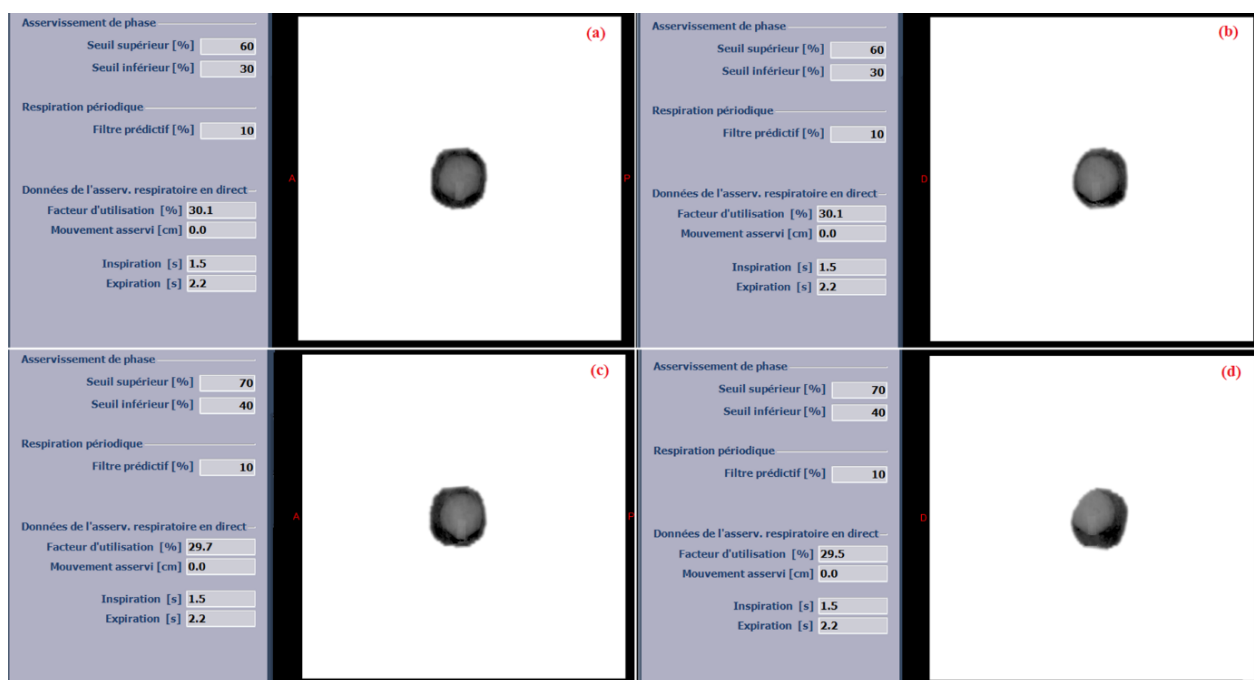 Asservissement de phase
Seuil supérieur [%] 60
Seuil inférieur [%] 30
Respiration périodique
Filtre prédictif [%] 10
Données de l'asserv. respiratoire en direct
Facteur d'utilisation [%] 30.1
Mouvement asservi [cm] 0.0
Inspiration [s] 1.5
Expiration [s] 2.2
A
P
(a)
Asservissement de phase
Seuil supérieur [%] 60
Seuil inférieur [%] 30
Respiration périodique
Filtre prédictif [%] 10
Données de l'asserv. respiratoire en direct
Facteur d'utilisation [%] 30.1
Mouvement asservi [cm] 0.0
Inspiration [s] 1.5
Expiration [s] 2.2
D
(b)
Asservissement de phase
Seuil supérieur [%] 70
Seuil inférieur [%] 40
Respiration périodique
Filtre prédictif [%] 10
Données de l'asserv. respiratoire en direct
Facteur d'utilisation [%] 29.7
Mouvement asservi [cm] 0.0
Inspiration [s] 1.5
Expiration [s] 2.2
A
P
(c)
Asservissement de phase
Seuil supérieur [%] 70
Seuil inférieur [%] 40
Respiration périodique
Filtre prédictif [%] 10
Données de l'asserv. respiratoire en direct
Facteur d'utilisation [%] 29.5
Mouvement asservi [cm] 0.0
Inspiration [s] 1.5
Expiration [s] 2.2
D
(d)